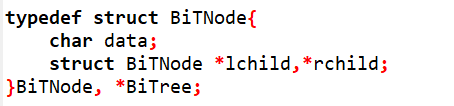 typedef struct BiTNode{
    char data;
    struct BiTNode *lchild,*rchild;
}BiTNode, *BiTree;